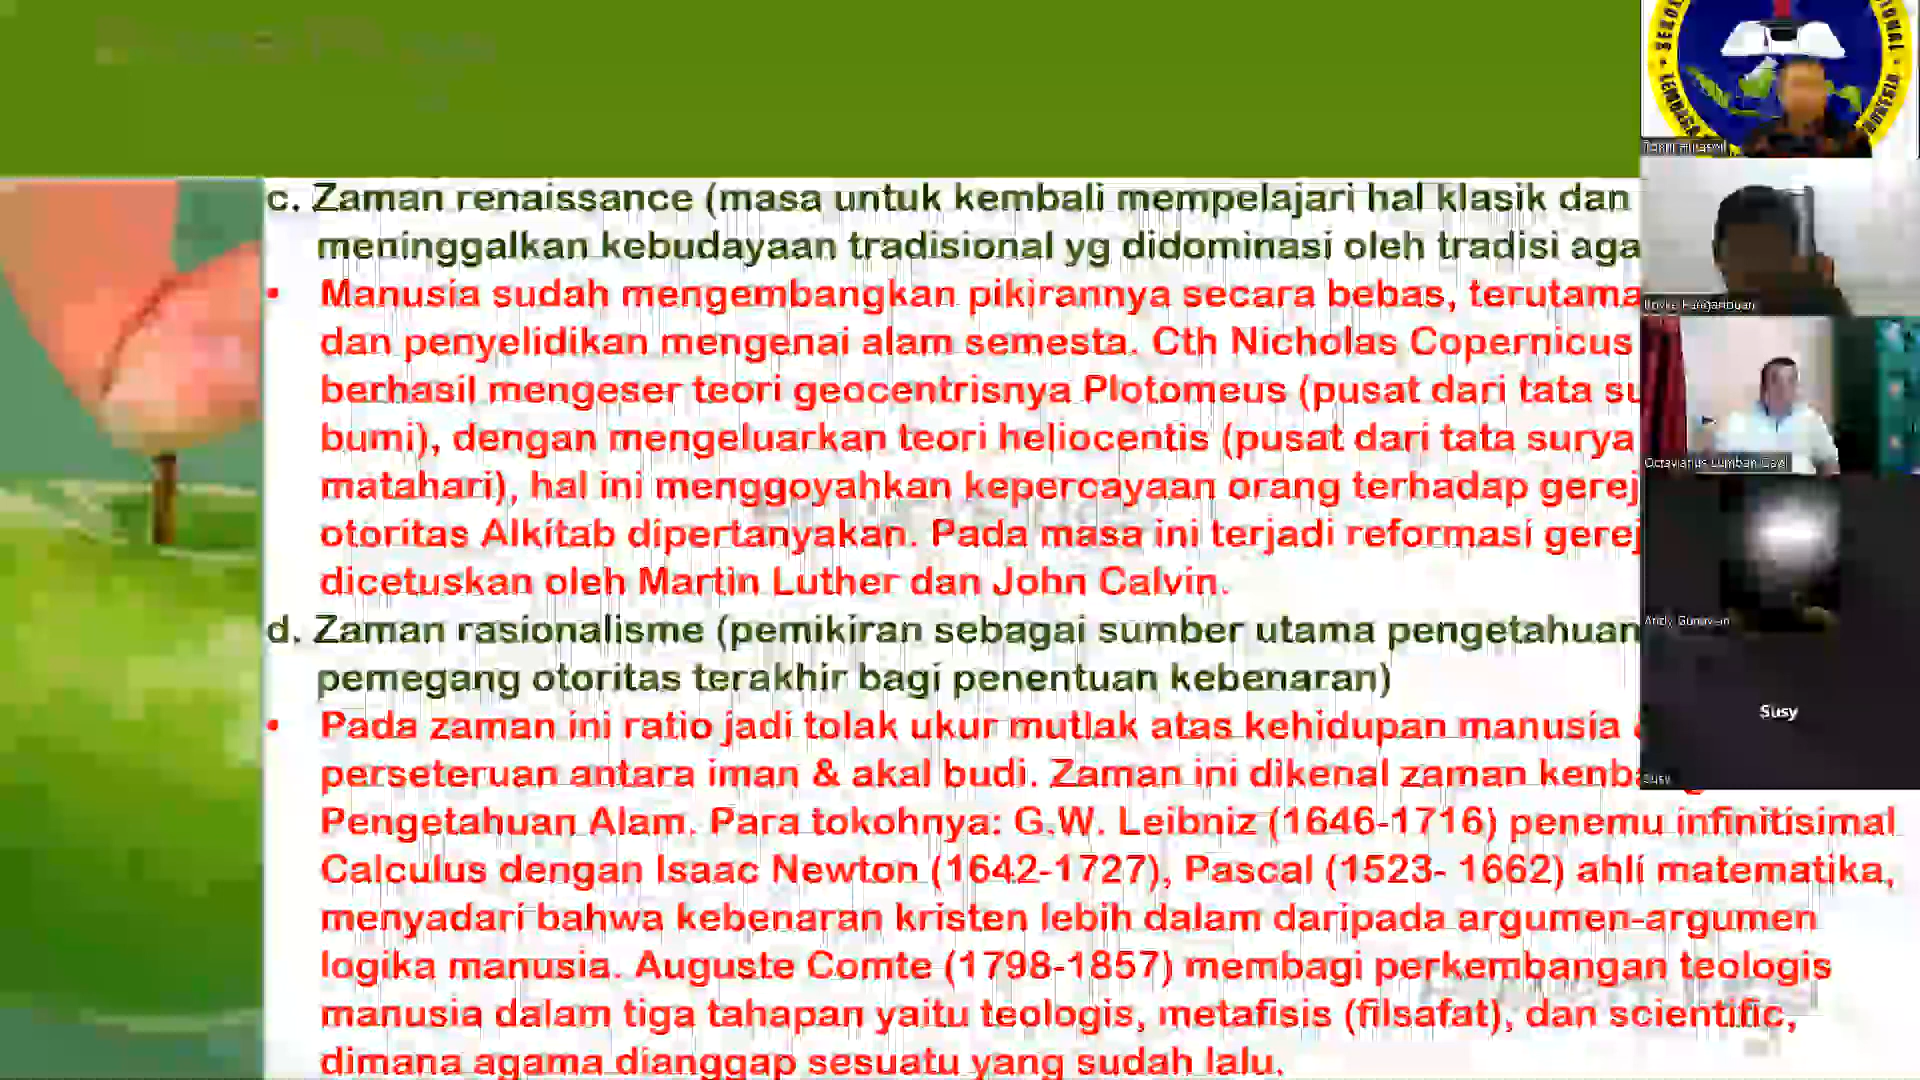 c. Zaman renaissance (masa untuk kembali mempelajari hal klasik dan
meninggalkan kebudayaan tradisional yg didominasi oleh tradisi aga
• Manusia sudah mengembangkan pikirannya secara bebas, terutama
dan penyelidikan mengenai alam semesta. Cth Nicholas Copernicus
berhasil mengeser teori geocentrisnya Plotomeus (pusat dari tata su
bumi), dengan mengeluarkan teori heliocentis (pusat dari tata surya
matahari), hal ini menggoyahkan kepercayaan orang terhadap gerej
otoritas Alkitab dipertanyakan. Pada masa ini terjadi reformasi gerej
dicetuskan oleh Martin Luther dan John Calvin.
d. Zaman rasionalisme (pemikiran sebagai sumber utama pengetahuan
pemegang otoritas terakhir bagi penentuan kebenaran)
• Pada zaman ini ratio jadi tolak ukur mutlak atas kehidupan manusia
perseteruan antara iman & akal budi. Zaman ini dikenal zaman kenba
Pengetahuan Alam. Para tokohnya: G.W. Leibniz (1646-1716) penemu infinitisimal
Calculus dengan Isaac Newton (1642-1727), Pascal (1523- 1662) ahli matematika,
menyadari bahwa kebenaran kristen lebih dalam daripada argumen-argumen
logika manusia. Auguste Comte (1798-1857) membagi perkembangan teologis
manusia dalam tiga tahapan yaitu teologis, metafisis (filsafat), dan scientific,
dimana agama dianggap sesuatu yang sudah lalu.
Octavianus Lumban Gaol
Andy Gunawan
Susy
Susy